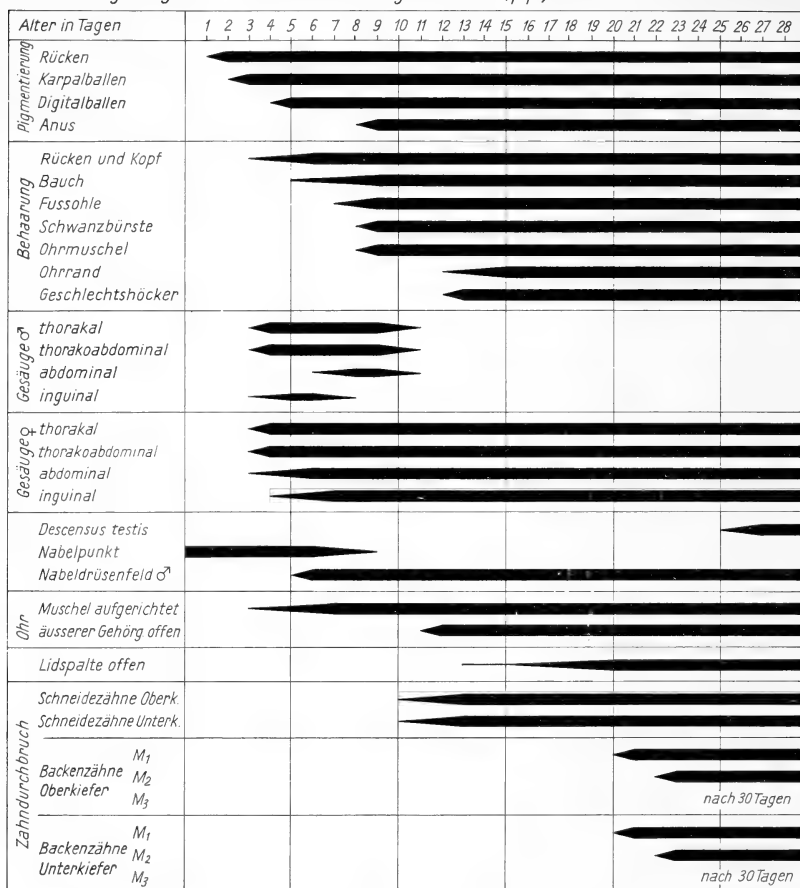 Alter in Tagen 1 2 3 4 5 6 7 8 9 10 11 12 13 14 15 16 17 18 19 20 21 22 23 24 25 26 27 28
Pigmentierung
Rücken
Karpalballen
Digitalballen
Anus
Behaarung
Rücken und Kopf
Bauch
Fussohle
Schwanzbürste
Ohrmuschel
Ohrrand
Geschlechtshöcker
Gesäuge ♂
thorakal
thorakoabdominal
abdominal
inguinal
Gesäuge ♀
thorakal
thorakoabdominal
abdominal
inguinal
Descensus testis
Nabelpunkt
Nabeldrüsenfeld ♂
Ohr
Muschel aufgerichtet
äusserer Gehörg offen
Lidspalte offen
Zahndurchbruch
Schneidezähne Oberk.
Schneidezähne Unterk.
Backenzähne Oberkiefer
M1
M2
M3 nach 30 Tagen
Backenzähne Unterkiefer
M1
M2
M3 nach 30 Tagen